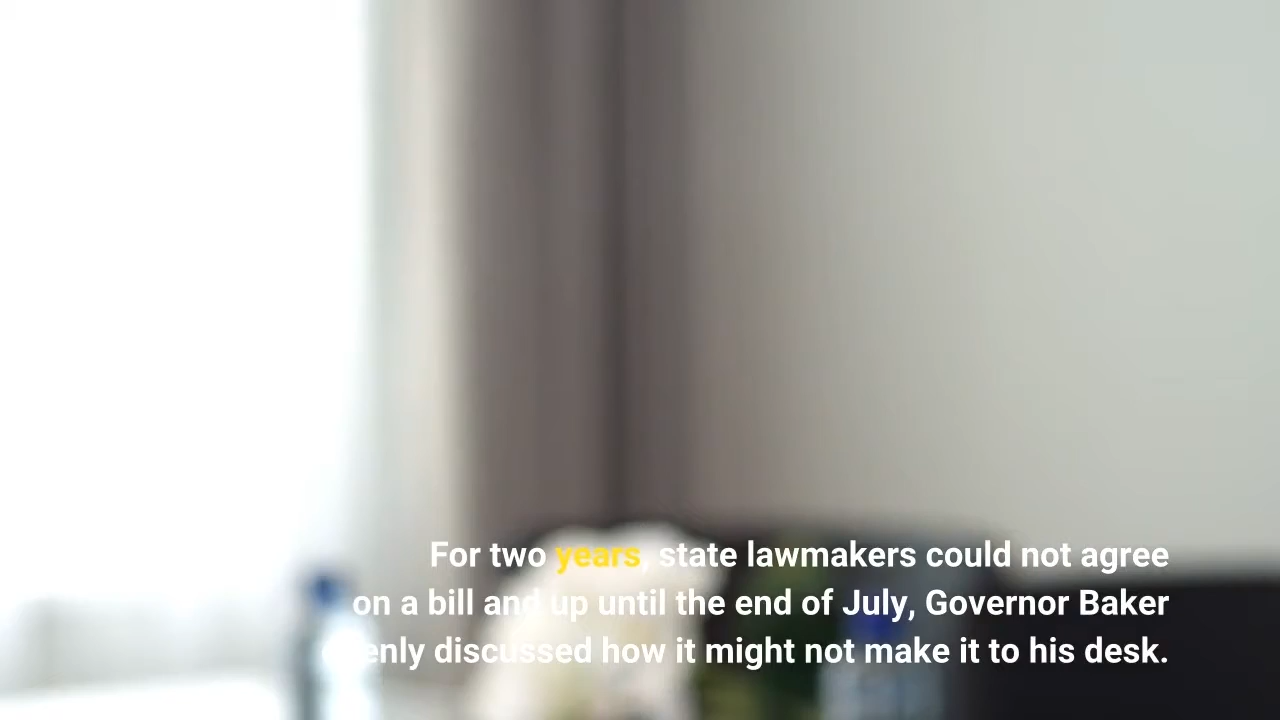 For two years, state lawmakers could not agree
on a bill and up until the end of July, Governor Baker
openly discussed how it might not make it to his desk.